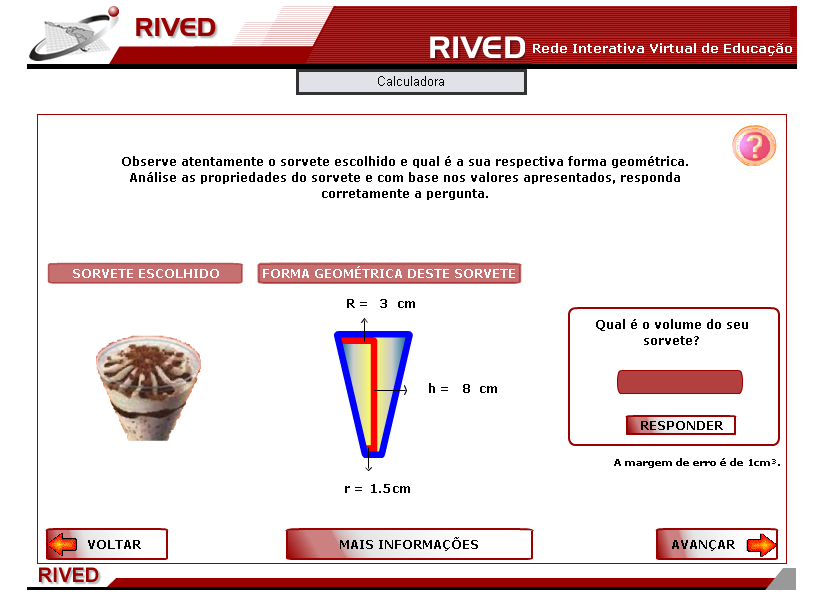 RIVED
RIVED Rede Interativa Virtual de Educação
Calculadora
?
Observe atentamente o sorvete escolhido e qual é a sua respectiva forma geométrica.
Análise as propriedades do sorvete e com base nos valores apresentados, responda
corretamente a pergunta.
SORVETE ESCOLHIDO
FORMA GEOMÉTRICA DESTE SORVETE
R = 3 cm
h = 8 cm
r = 1.5cm
Qual é o volume do seu
sorvete?
RESPONDER
A margem de erro é de 1cm³.
VOLTAR
MAIS INFORMAÇÕES
AVANÇAR
RIVED